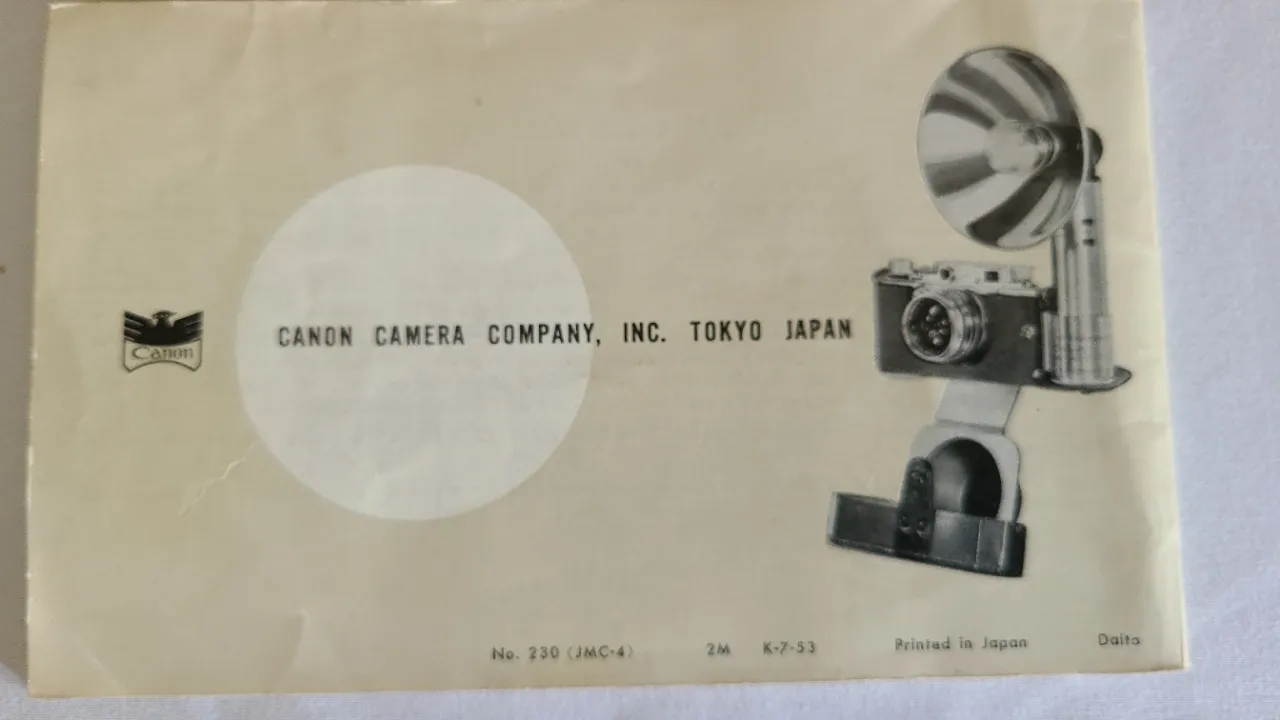 Canon
CANON CAMERA COMPANY, INC. TOKYO JAPAN
No. 230 (JMC-4) 2M K-7-53 Printed in Japan Daito